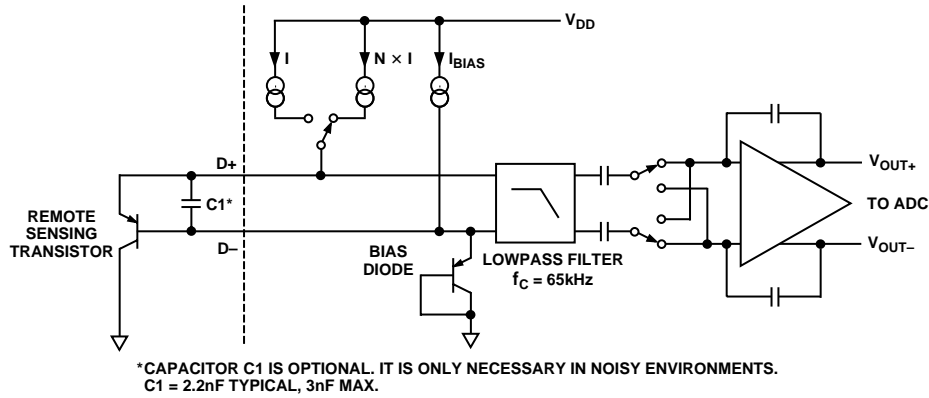 V_DD
I
N × I
I_BIAS
D+
C1*
REMOTE
SENSING
TRANSISTOR
D–
BIAS
DIODE
LOWPASS FILTER
f_C = 65kHz
V_OUT+
TO ADC
V_OUT–
*CAPACITOR C1 IS OPTIONAL. IT IS ONLY NECESSARY IN NOISY ENVIRONMENTS.
C1 = 2.2nF TYPICAL, 3nF MAX.